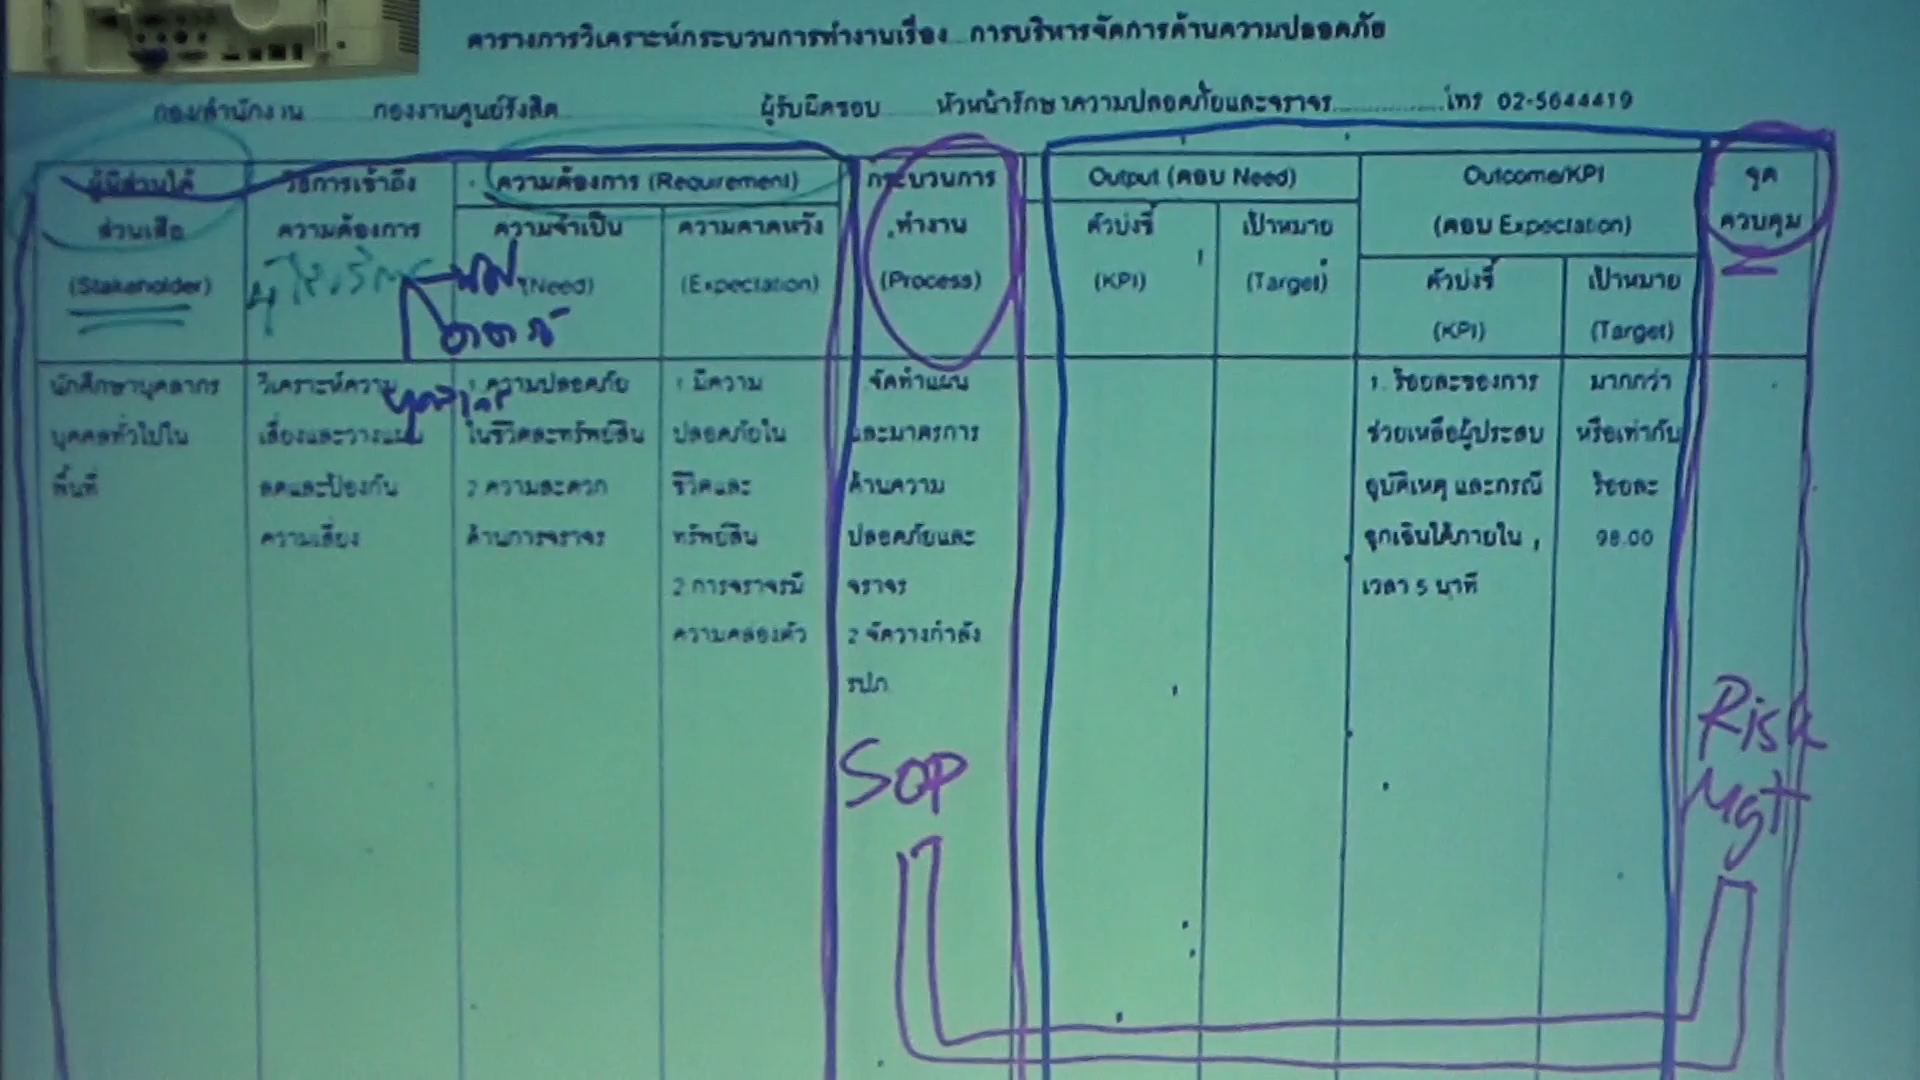 ตารางการวิเคราะห์กระบวนการทำงานเรื่อง การบริหารจัดการด้านความปลอดภัย
กอง/สำนักงาน กองงานศูนย์รังสิต ผู้รับผิดชอบ หัวหน้ารักษาความปลอดภัยและจราจร โทร 02-5644419
ผู้มีส่วนได้
ส่วนเสีย
(Stakeholder)
วิธีการเข้าถึง
ความต้องการ
ความต้องการ (Requirement)
ความจำเป็น
(Need)
ความคาดหวัง
(Expectation)
กระบวนการ
ทำงาน
(Process)
Output (ตอบ Need)
ตัวบ่งชี้
(KPI)
เป้าหมาย
(Target)
Outcome/KPI
(ตอบ Expectation)
ตัวบ่งชี้
(KPI)
เป้าหมาย
(Target)
จุด
ควบคุม
นศ.
อาจารย์
บุคลากร
นักศึกษาบุคลากร
บุคคลทั่วไปใน
พื้นที่
วิเคราะห์ความ
เสี่ยงและวางแผน
ลดและป้องกัน
ความเสี่ยง
1 ความปลอดภัย
ในชีวิตและทรัพย์สิน
2 ความสะดวก
ด้านการจราจร
1 มีความ
ปลอดภัยใน
ชีวิตและ
ทรัพย์สิน
2 การจราจรมี
ความคล่องตัว
จัดทำแผน
และมาตรการ
ด้านความ
ปลอดภัยและ
จราจร
2 จัดวางกำลัง
รปภ.
1. ร้อยละของการ
ช่วยเหลือผู้ประสบ
อุบัติเหตุ และกรณี
ฉุกเฉินได้ภายใน
เวลา 5 นาที
มากกว่า
หรือเท่ากับ
ร้อยละ
98.00
SOP
Risk
Mgt